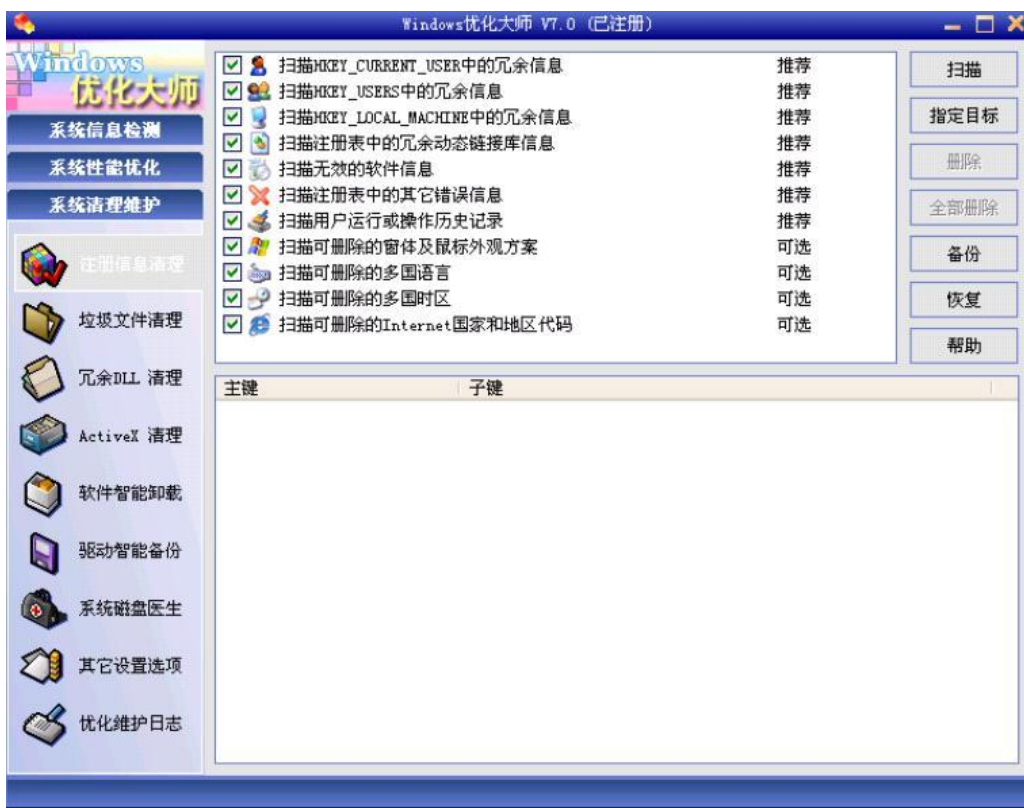 Windows优化大师 V7.0 (已注册)
Windows
优化大师
系统信息检测
系统性能优化
系统清理维护
注册信息清理
垃圾文件清理
冗余DLL 清理
ActiveX 清理
软件智能卸载
驱动智能备份
系统磁盘医生
其它设置选项
优化维护日志
扫描HKEY_CURRENT_USER中的冗余信息 推荐
扫描HKEY_USERS中的冗余信息 推荐
扫描HKEY_LOCAL_MACHINE中的冗余信息 推荐
扫描注册表中的冗余动态链接库信息 推荐
扫描无效的软件信息 推荐
扫描注册表中的其它错误信息 推荐
扫描用户运行或操作历史记录 推荐
扫描可删除的窗体及鼠标外观方案 可选
扫描可删除的多国语言 可选
扫描可删除的多国时区 可选
扫描可删除的Internet国家和地区代码 可选
扫描
指定目标
删除
全部删除
备份
恢复
帮助
主键 子键